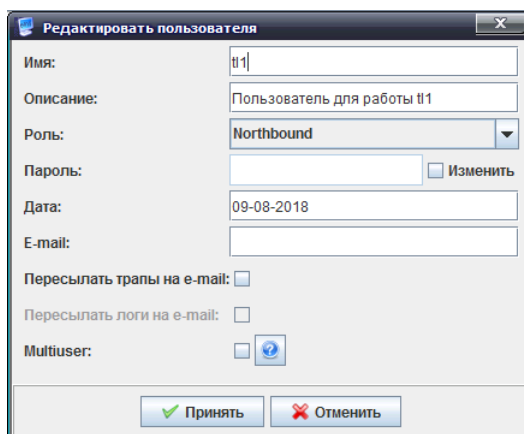 Редактировать пользователя
Имя: tl1
Описание: Пользователь для работы tl1
Роль: Northbound
Пароль: Изменить
Дата: 09-08-2018
E-mail:
Пересылать трапы на e-mail:
Пересылать логи на e-mail:
Multiuser: ?
Принять Отменить